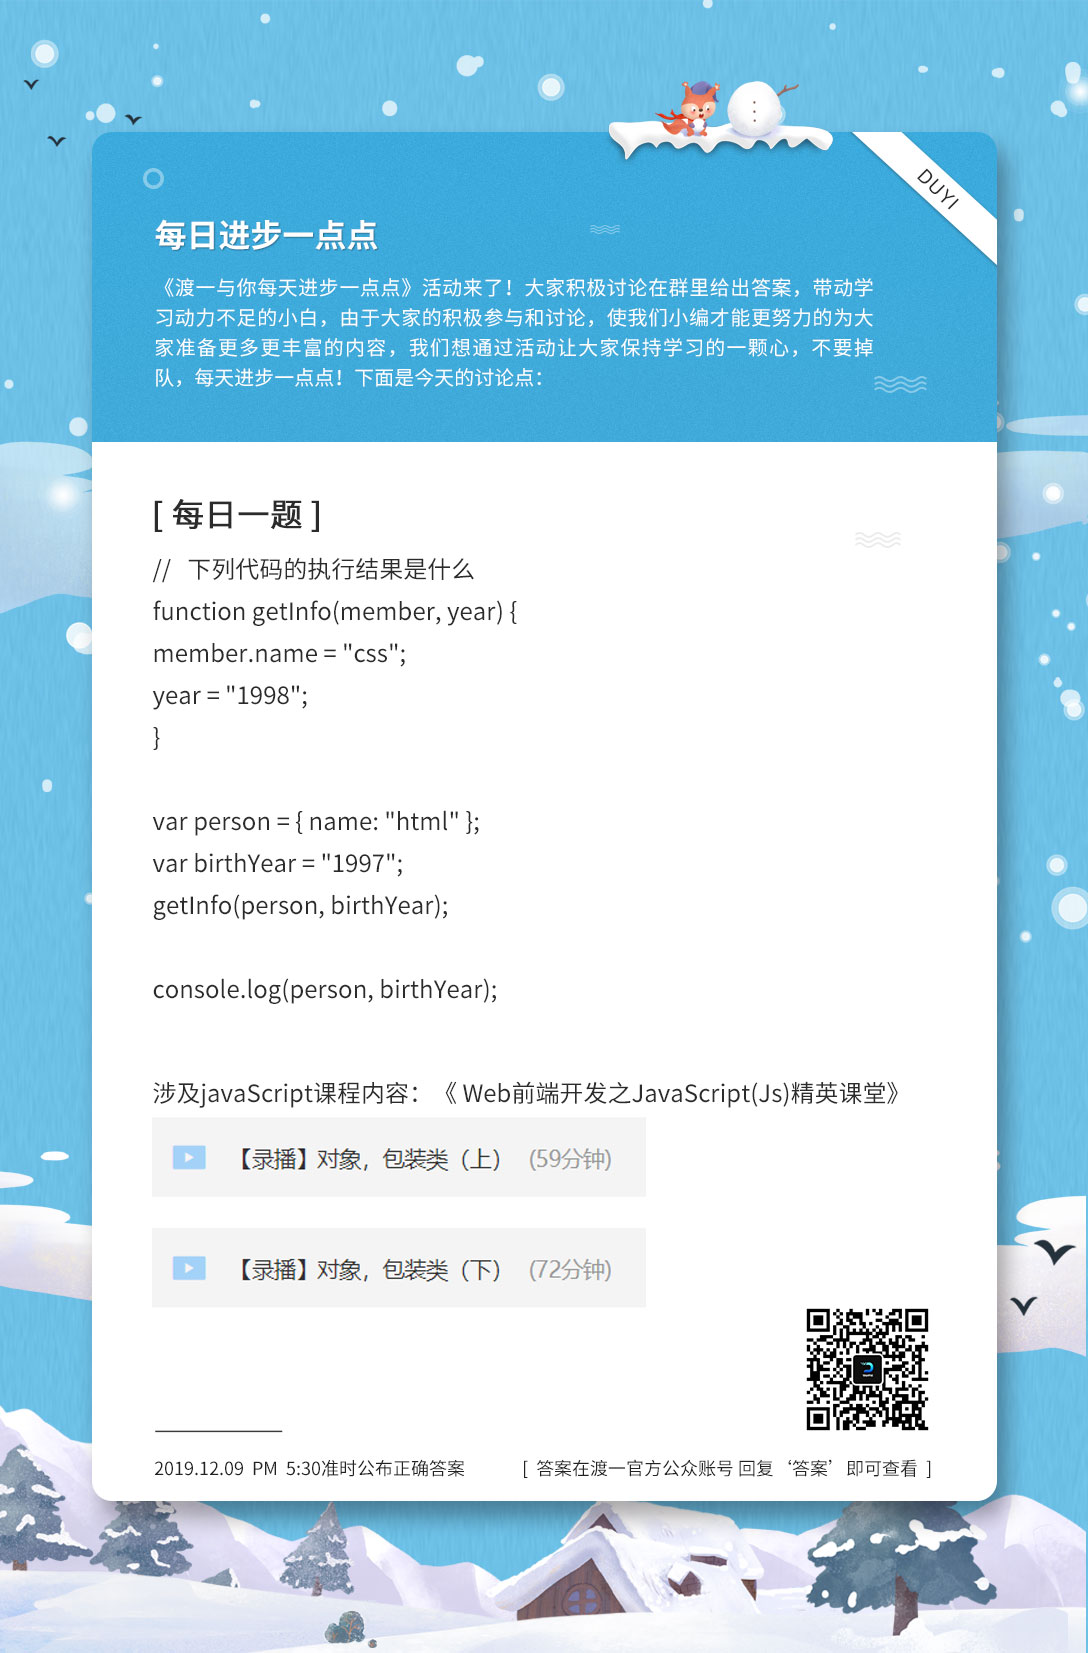 DUYI
每日进步一点点
《渡一与你每天进步一点点》活动来了！大家积极讨论在群里给出答案，带动学
习动力不足的小白，由于大家的积极参与和讨论，使我们小编才能更努力的为大
家准备更多更丰富的内容，我们想通过活动让大家保持学习的一颗心，不要掉
队，每天进步一点点！下面是今天的讨论点：
[ 每日一题 ]
// 下列代码的执行结果是什么
function getInfo(member, year) {
member.name = "css";
year = "1998";
}
var person = { name: "html" };
var birthYear = "1997";
getInfo(person, birthYear);
console.log(person, birthYear);
涉及javaScript课程内容：《 Web前端开发之JavaScript(Js)精英课堂》
【录播】对象，包装类（上） (59分钟)
【录播】对象，包装类（下） (72分钟)
2019.12.09 PM 5:30准时公布正确答案 [ 答案在渡一官方公众账号 回复‘答案’即可查看 ]